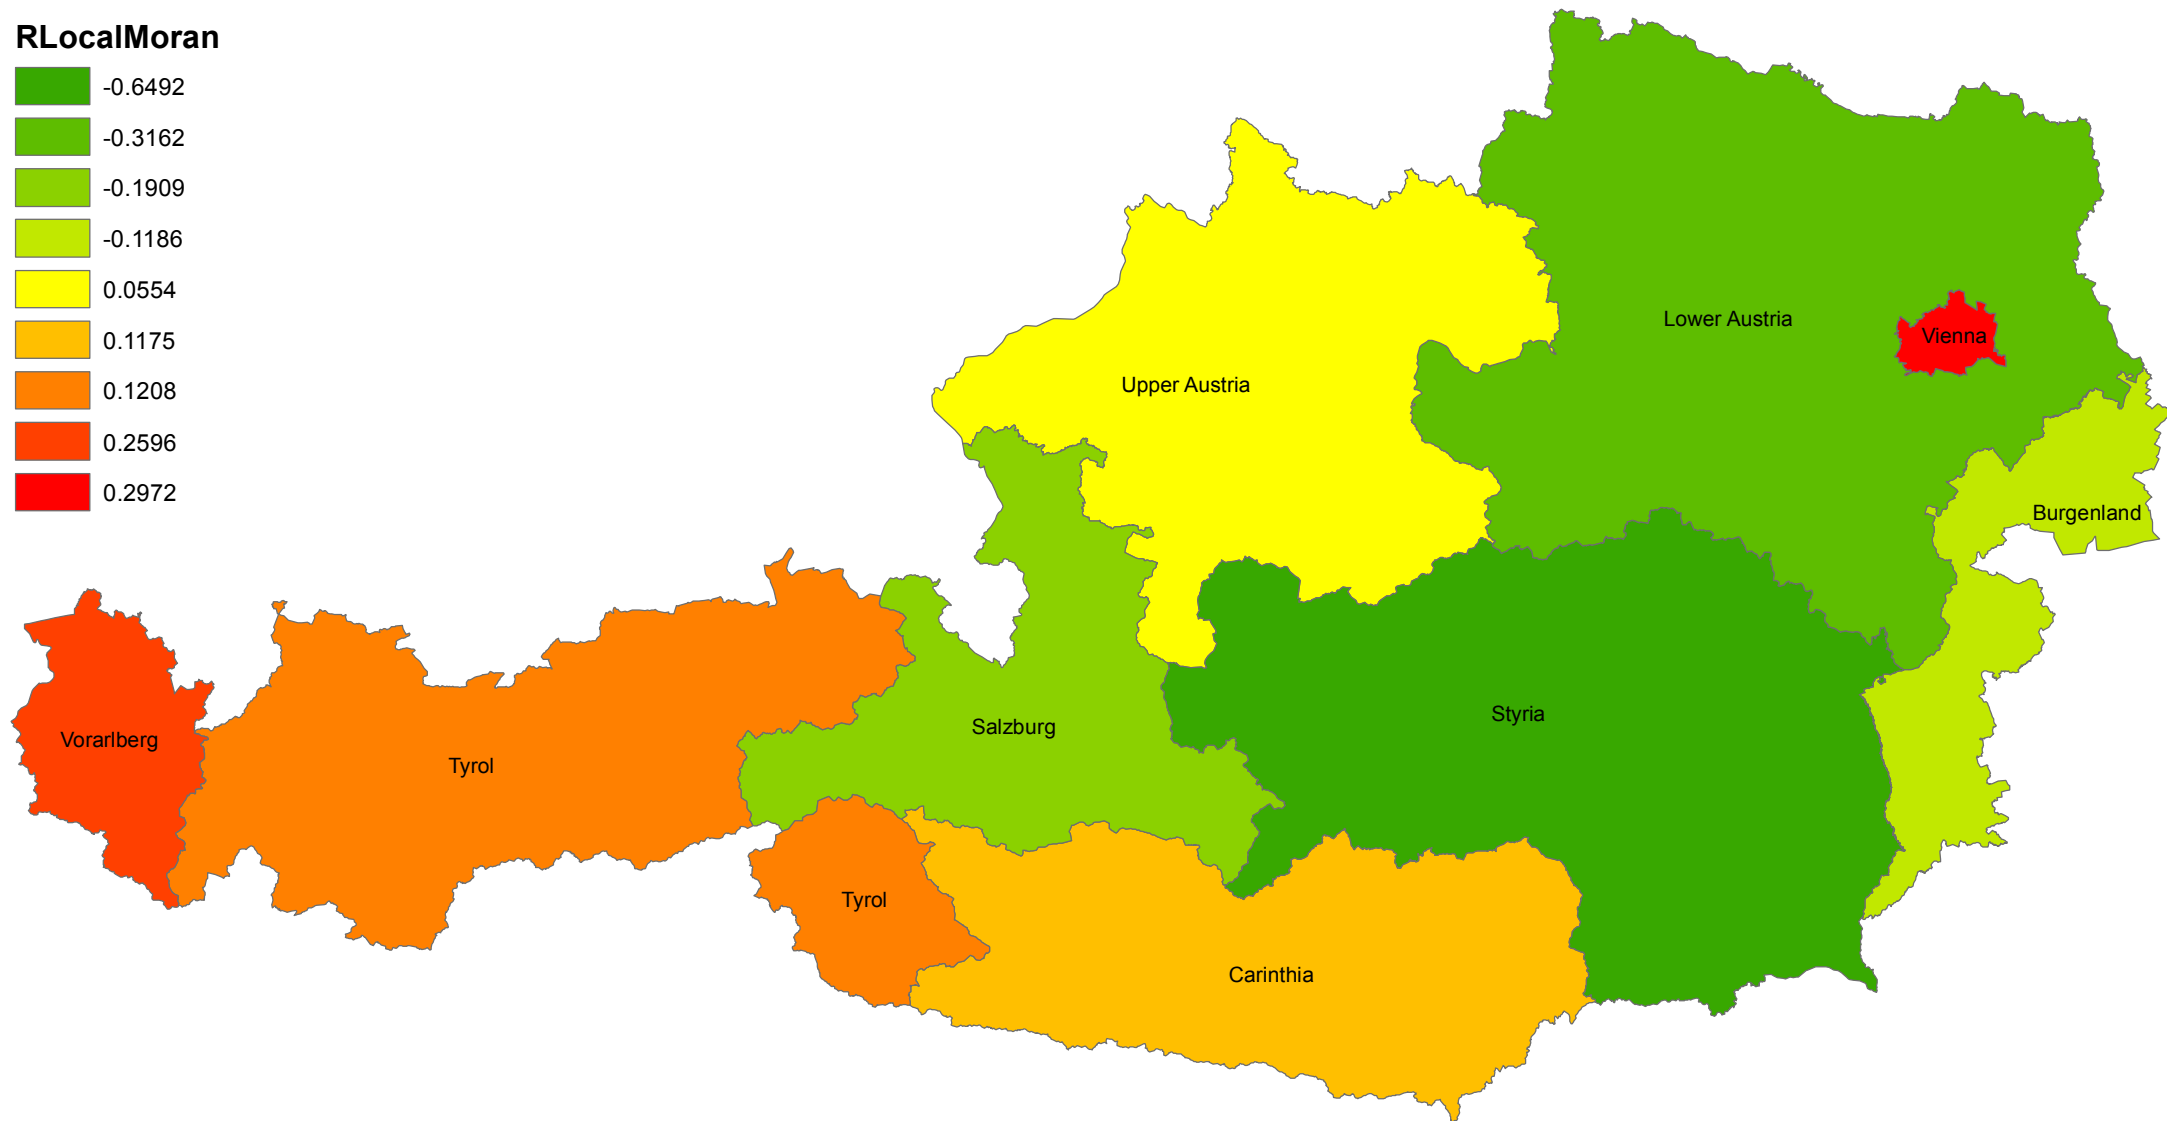 RLocalMoran
-0.6492
-0.3162
-0.1909
-0.1186
0.0554
0.1175
0.1208
0.2596
0.2972
Lower Austria
Vienna
Upper Austria
Burgenland
Styria
Salzburg
Vorarlberg
Tyrol
Tyrol
Carinthia